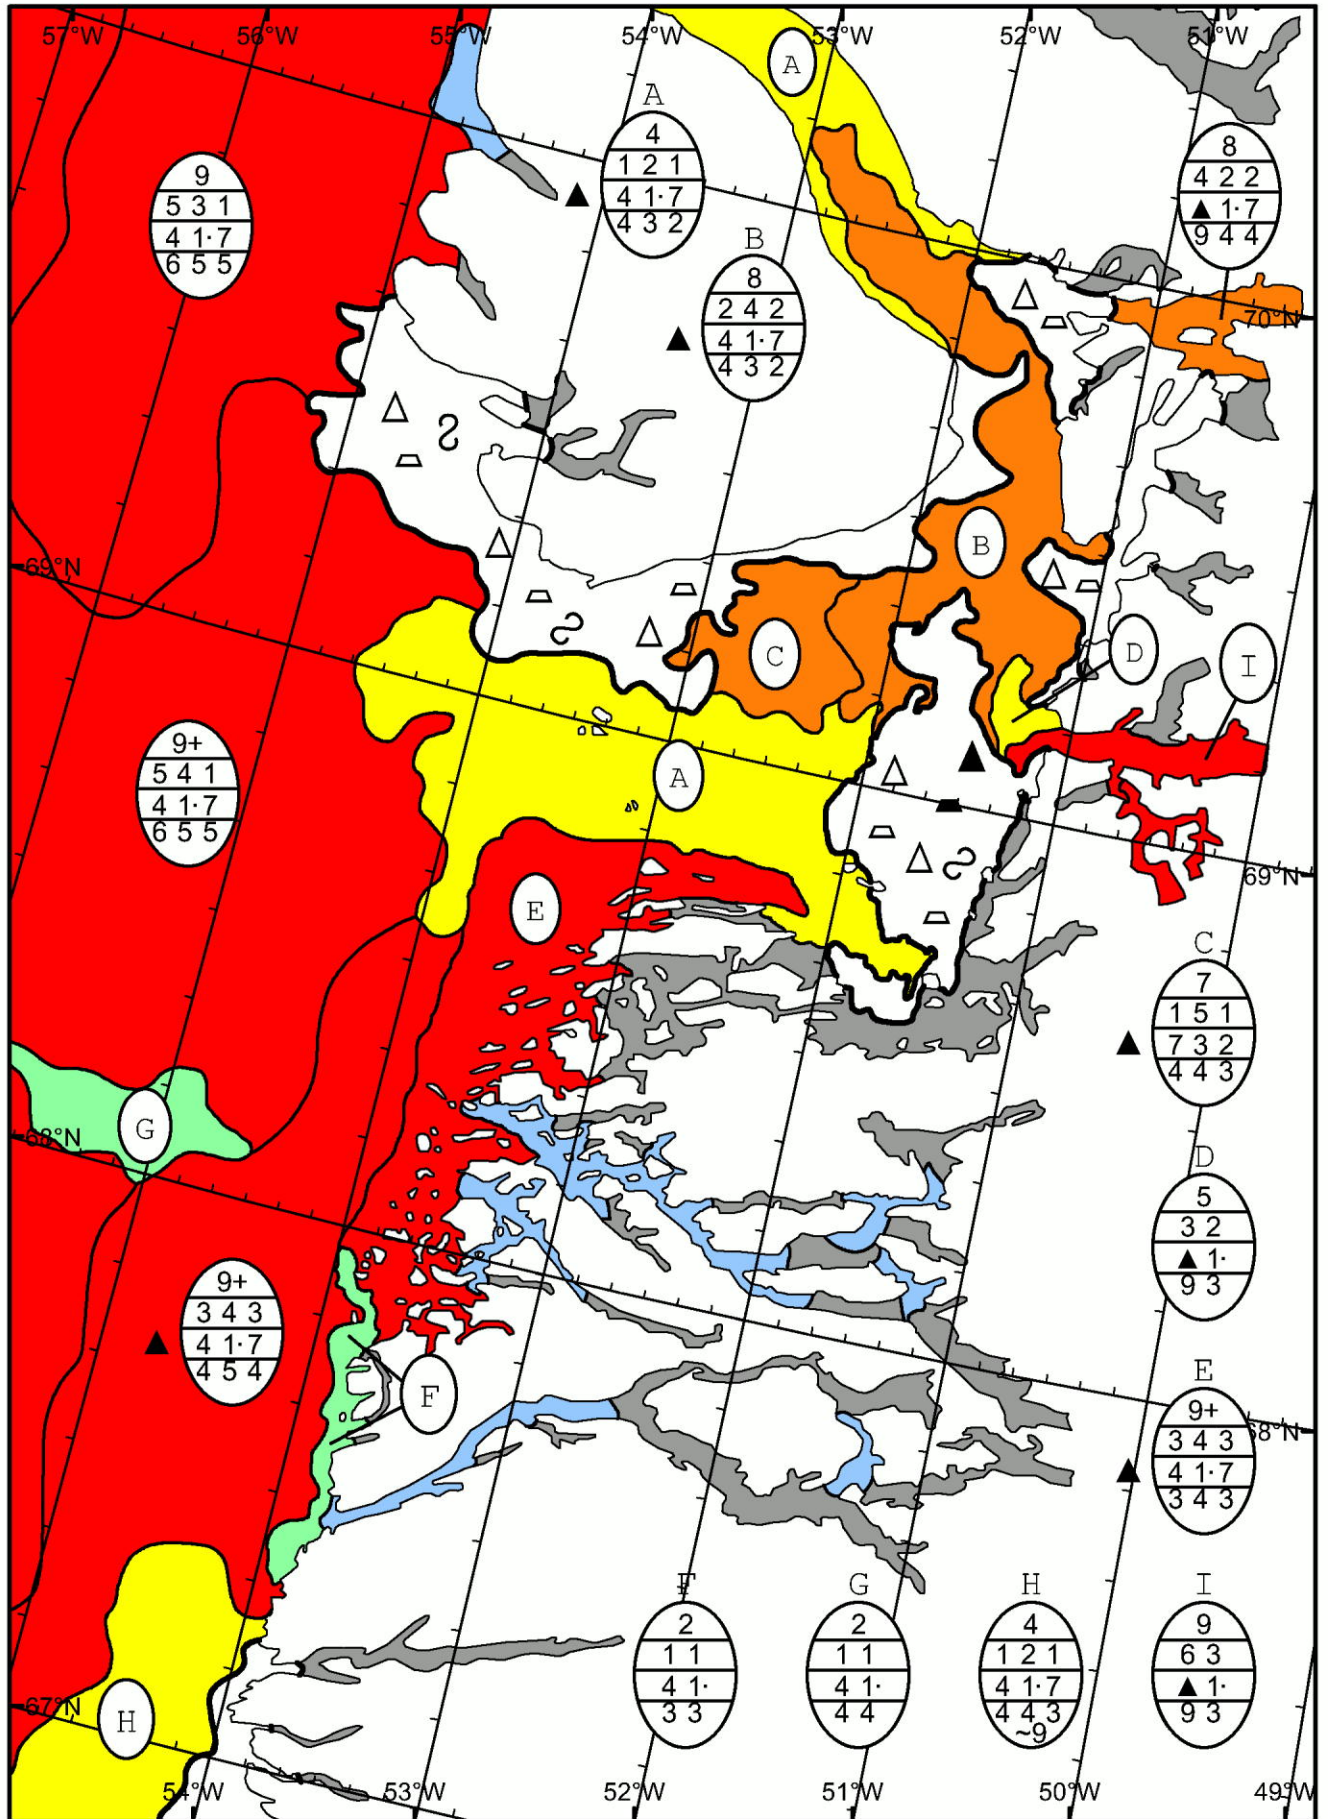 57°W 56°W 55°W 54°W 53°W 52°W 51°W
A
A
4
1 2 1
4 1· 7
4 3 2
8
4 2 2
▲ 1· 7
9 4 4
9
5 3 1
4 1· 7
6 5 5
B
8
2 4 2
4 1· 7
4 3 2
70°N
B
69°N
C
D
I
9+
5 4 1
4 1· 7
6 5 5
A
69°N
E
C
7
1 5 1
7 3 2
4 4 3
G
68°N
D
5
3 2
▲ 1·
9 3
9+
3 4 3
4 1· 7
4 5 4
F
E
9+
3 4 3
4 1· 7
3 4 3
68°N
F
2
1 1
4 1·
3 3
G
2
1 1
4 1·
4 4
H
4
1 2 1
4 1· 7
4 4 3
~9
I
9
6 3
▲ 1·
9 3
67°N
H
54°W 53°W 52°W 51°W 50°W 49°W